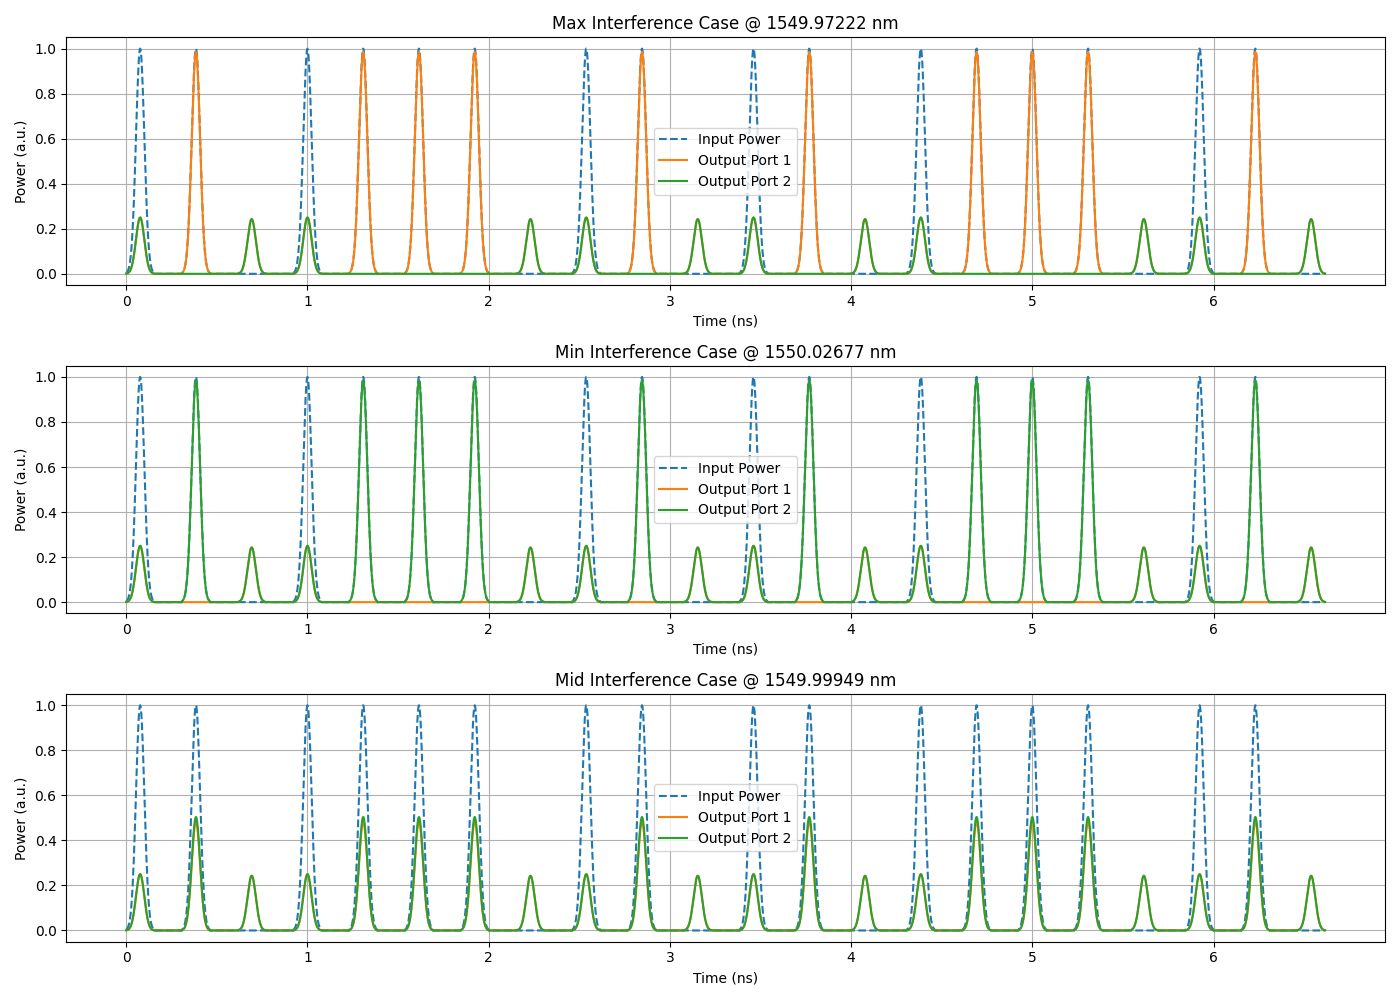 Max Interference Case @ 1549.97222 nm
Power (a.u.)
1.0
0.8
0.6
0.4
0.2
0.0
Input Power
Output Port 1
Output Port 2
0 1 2 3 4 5 6
Time (ns)
Min Interference Case @ 1550.02677 nm
Power (a.u.)
1.0
0.8
0.6
0.4
0.2
0.0
Input Power
Output Port 1
Output Port 2
0 1 2 3 4 5 6
Time (ns)
Mid Interference Case @ 1549.99949 nm
Power (a.u.)
1.0
0.8
0.6
0.4
0.2
0.0
Input Power
Output Port 1
Output Port 2
0 1 2 3 4 5 6
Time (ns)